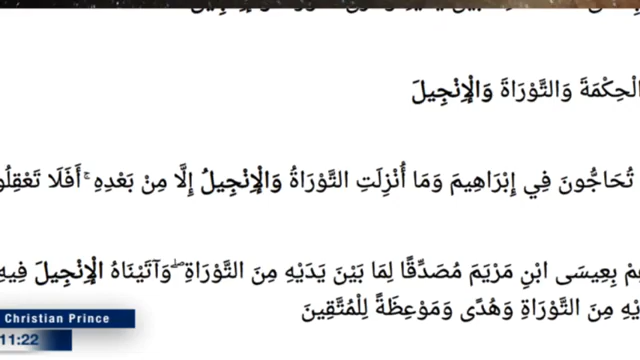 الْحِكْمَةَ وَالتَّوْرَاةَ وَالْإِنْجِيلَ
تُحَاجُّونَ فِي إِبْرَاهِيمَ وَمَا أُنْزِلَتِ التَّوْرَاةُ وَالْإِنْجِيلُ إِلَّا مِنْ بَعْدِهِ ۚ أَفَلَا
بِعِيسَى ابْنِ مَرْيَمَ مُصَدِّقًا لِمَا بَيْنَ يَدَيْهِ مِنَ التَّوْرَاةِ ۖ وَآتَيْنَاهُ الْإِنْجِيلَ فِيهِ
مِنَ التَّوْرَاةِ وَهُدًى وَمَوْعِظَةً لِلْمُتَّقِينَ
Christian Prince
11:22